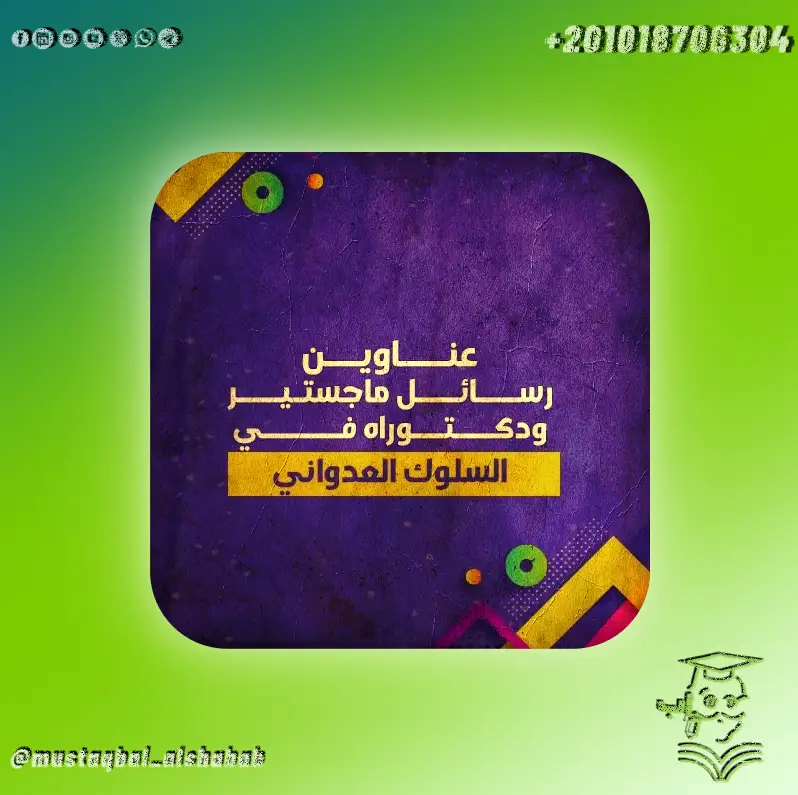 +201018706304
عناوين
رسائل ماجستير
ودكتوراه في
السلوك العدواني
@mustaqbal_alshabab